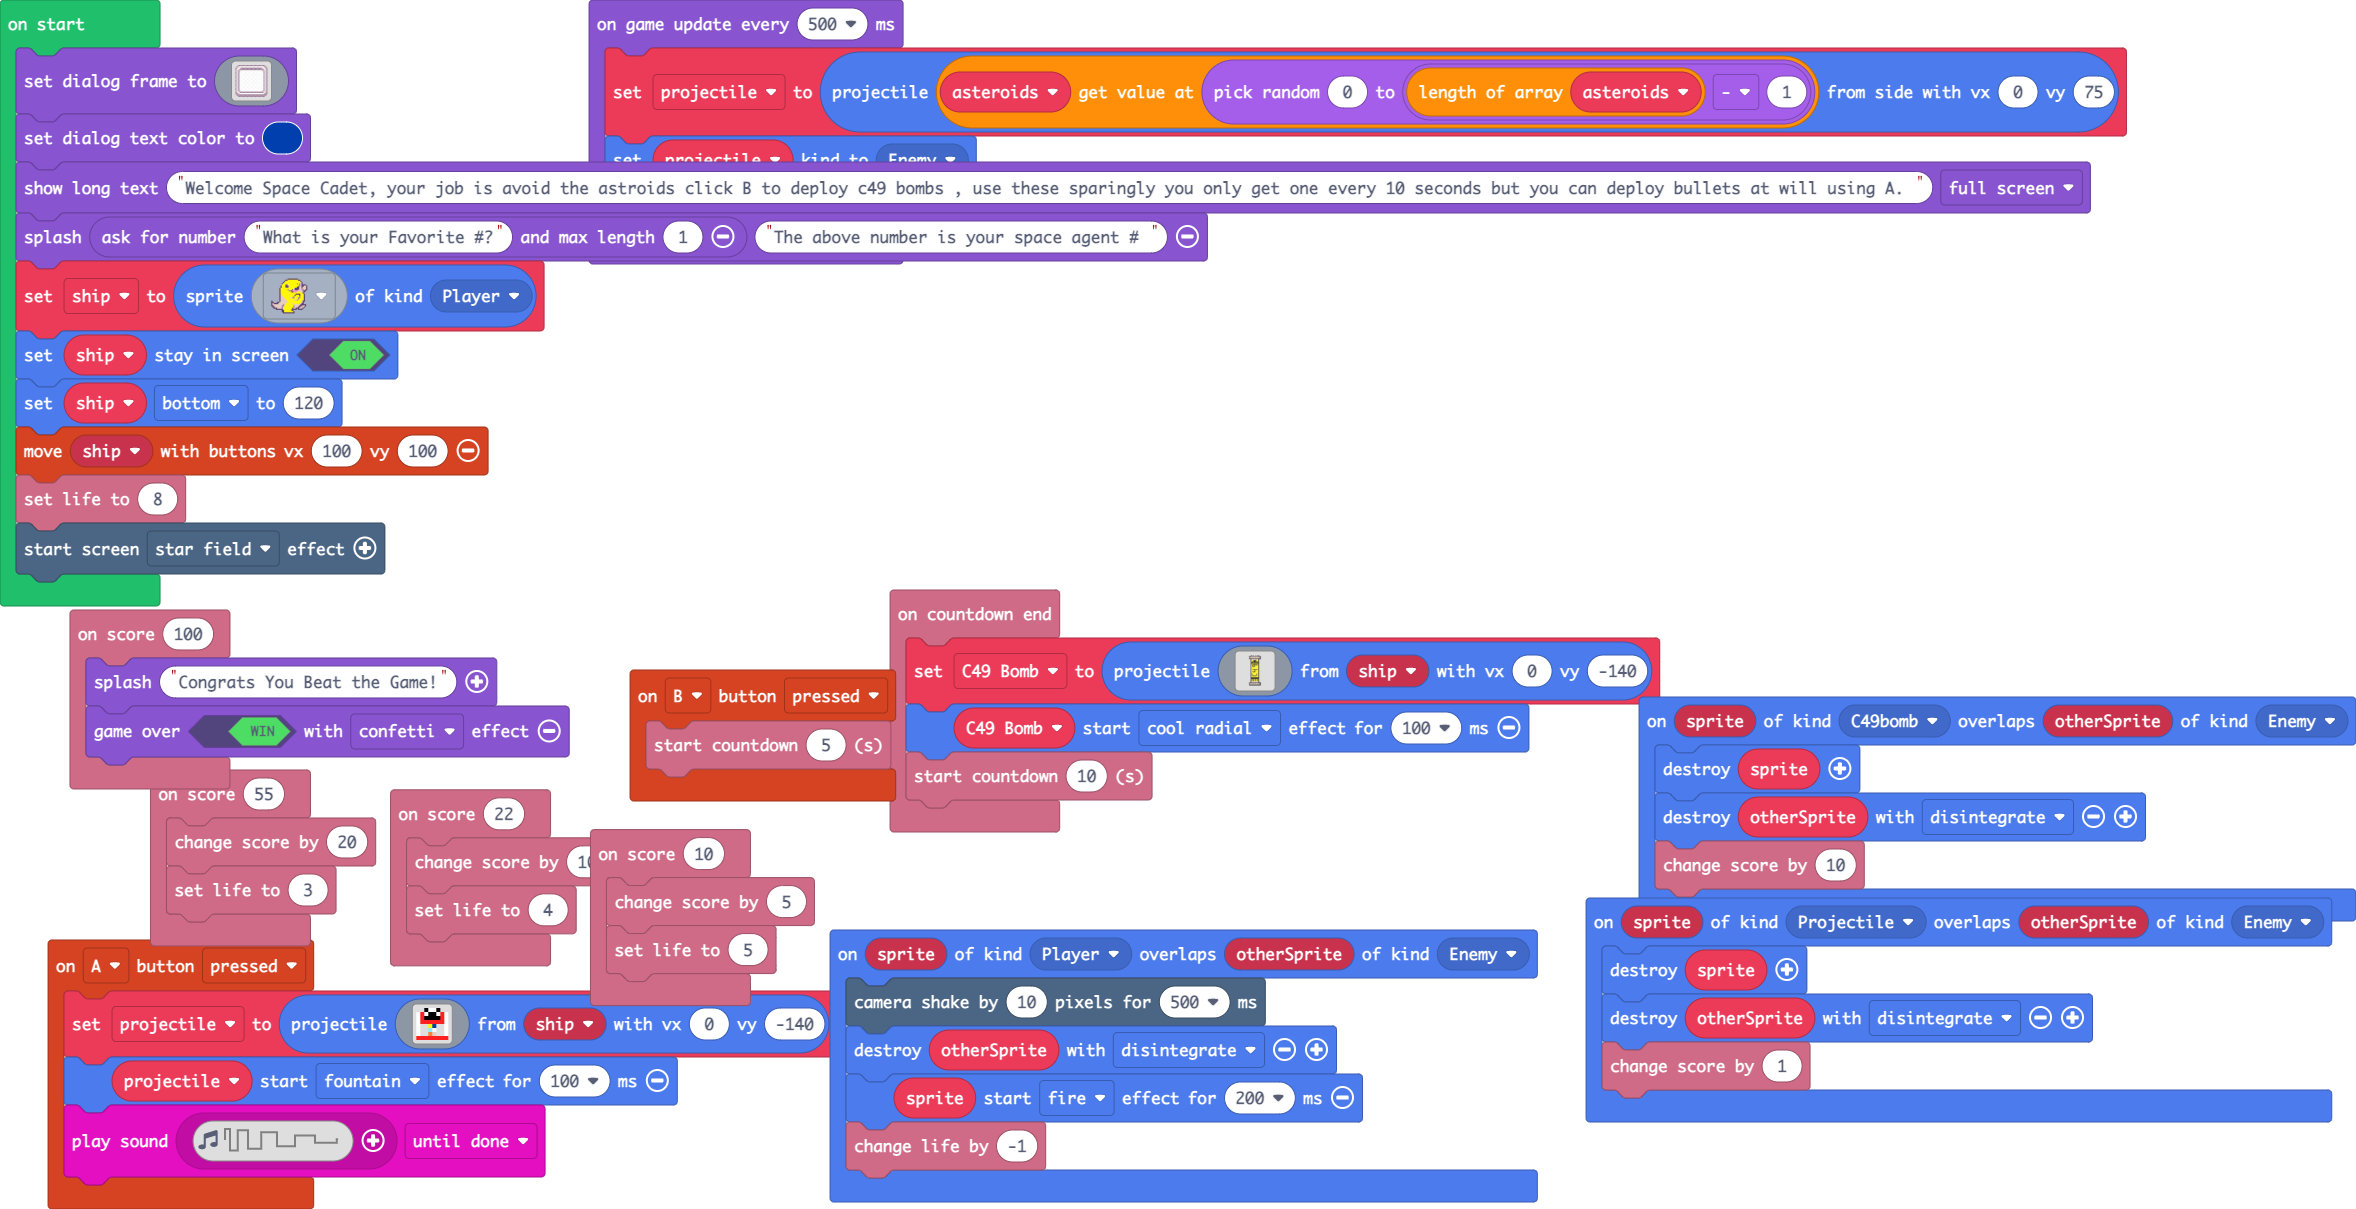 on start
set dialog frame to
set dialog text color to
show long text "Welcome Space Cadet, your job is avoid the astroids click B to deploy c49 bombs , use these sparingly you only get one every 10 seconds but you can deploy bullets at will using A. " full screen
splash ask for number "What is your Favorite #?" and max length 1 "The above number is your space agent # "
set ship to sprite of kind Player
set ship stay in screen ON
set ship bottom to 120
move ship with buttons vx 100 vy 100
set life to 8
start screen star field effect
on game update every 500 ms
set projectile to projectile asteroids get value at pick random 0 to length of array asteroids - 1 from side with vx 0 vy 75
set projectile kind to Enemy
on score 100
splash "Congrats You Beat the Game!"
game over WIN with confetti effect
on score 55
change score by 20
set life to 3
on score 22
change score by
set life to 4
on score 10
change score by 5
set life to 5
on B button pressed
start countdown 5 (s)
on countdown end
set C49 Bomb to projectile from ship with vx 0 vy -140
C49 Bomb start cool radial effect for 100 ms
start countdown 10 (s)
on sprite of kind C49bomb overlaps otherSprite of kind Enemy
destroy sprite
destroy otherSprite with disintegrate
change score by 10
on sprite of kind Projectile overlaps otherSprite of kind Enemy
destroy sprite
destroy otherSprite with disintegrate
change score by 1
on A button pressed
set projectile to projectile from ship with vx 0 vy -140
projectile start fountain effect for 100 ms
play sound until done
on sprite of kind Player overlaps otherSprite of kind Enemy
camera shake by 10 pixels for 500 ms
destroy otherSprite with disintegrate
sprite start fire effect for 200 ms
change life by -1